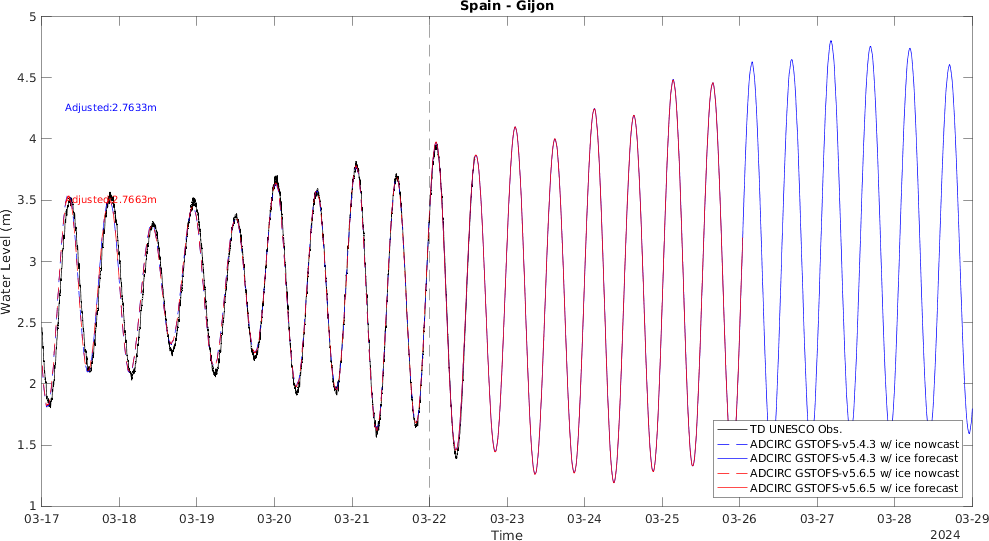 Spain - Gijon
5
4.5
4
3.5
3
2.5
2
1.5
1
Water Level (m)
Adjusted:2.7633m
Adjusted:2.7663m
TD UNESCO Obs.
ADCIRC GSTOFS-v5.4.3 w/ ice nowcast
ADCIRC GSTOFS-v5.4.3 w/ ice forecast
ADCIRC GSTOFS-v5.6.5 w/ ice nowcast
ADCIRC GSTOFS-v5.6.5 w/ ice forecast
03-17 03-18 03-19 03-20 03-21 03-22 03-23 03-24 03-25 03-26 03-27 03-28 03-29
Time
2024